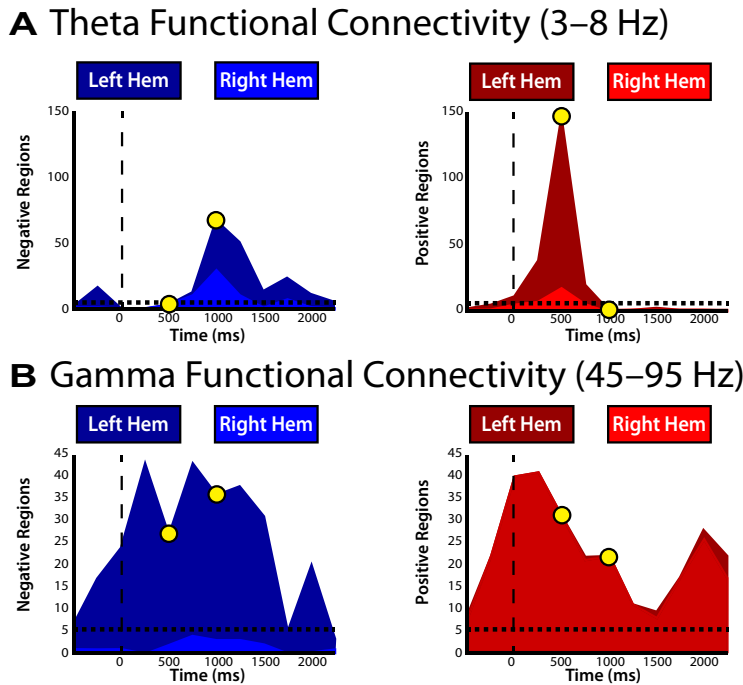 A Theta Functional Connectivity (3–8 Hz)
Left Hem Right Hem Left Hem Right Hem
Negative Regions
150
100
50
0
0 500 1000 1500 2000
Time (ms)
Positive Regions
150
100
50
0
0 500 1000 1500 2000
Time (ms)
B Gamma Functional Connectivity (45–95 Hz)
Left Hem Right Hem Left Hem Right Hem
Negative Regions
45
40
35
30
25
20
15
10
5
0
0 500 1000 1500 2000
Time (ms)
Positive Regions
45
40
35
30
25
20
15
10
5
0
0 500 1000 1500 2000
Time (ms)